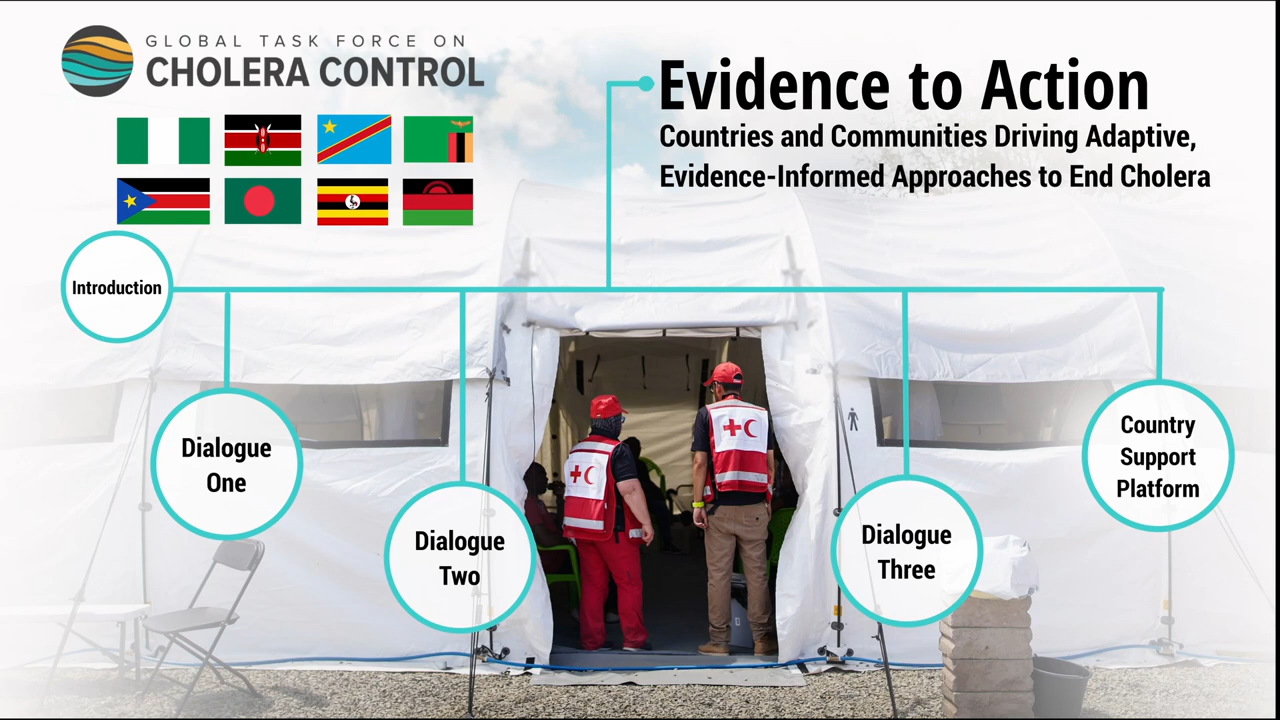 GLOBAL TASK FORCE ON
CHOLERA CONTROL
Evidence to Action
Countries and Communities Driving Adaptive,
Evidence-Informed Approaches to End Cholera
Introduction
Dialogue
One
Dialogue
Two
Dialogue
Three
Country
Support
Platform